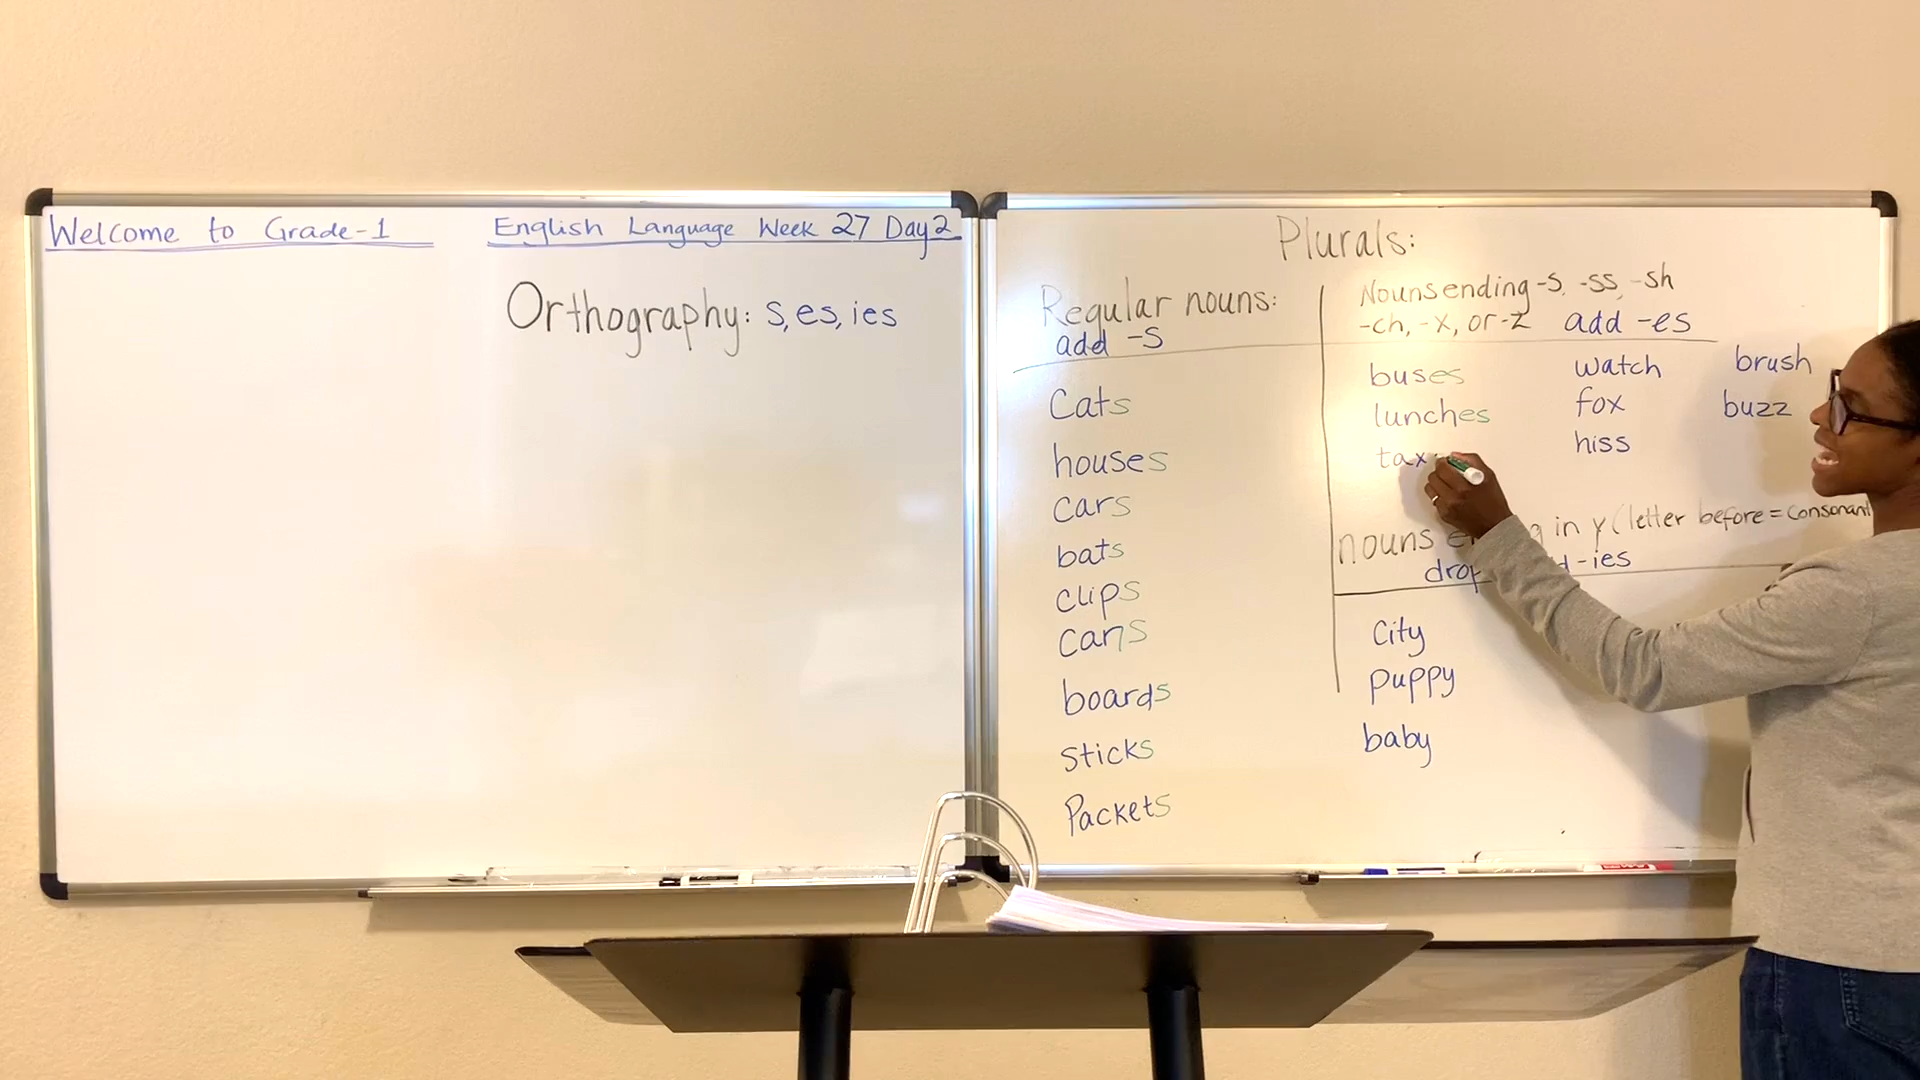 Welcome to Grade-1
English Language Week 27 Day2
Orthography: s, es, ies
Plurals:
Regular nouns:
add -S
Cats
houses
cars
bats
clips
cans
boards
sticks
Packets
Nouns ending -s, -ss, -sh
-ch, -x, or -z add -es
buses
lunches
tax
watch
fox
hiss
brush
buzz
nouns in y (letter before = consonant
-ies
City
puppy
baby